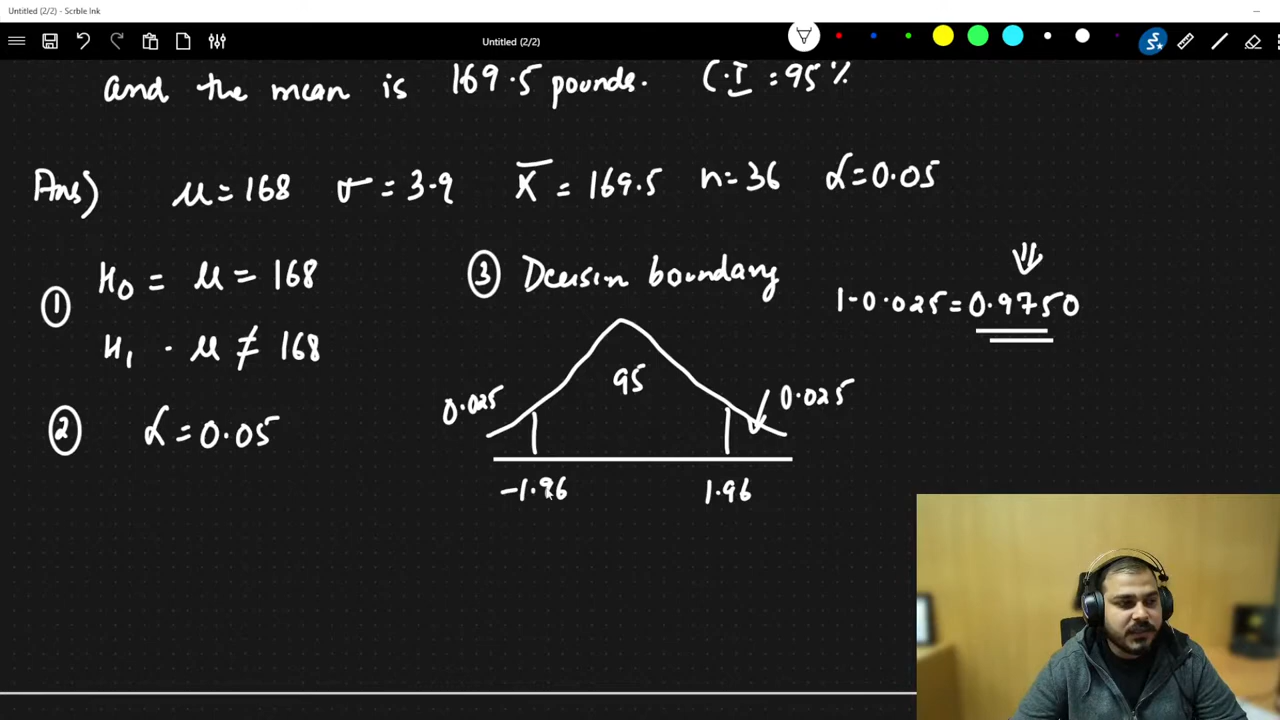 Untitled (2/2) - Scrble Ink
Untitled (2/2)
and the mean is 169.5 pounds. C.I = 95%
Ans) μ = 168 σ = 3.9 X̄ = 169.5 n = 36 α = 0.05
① H₀ = μ = 168
H₁ - μ ≠ 168
② α = 0.05
③ Decision boundary
1-0.025 = 0.9750
95
0.025
0.025
-1.96
1.96